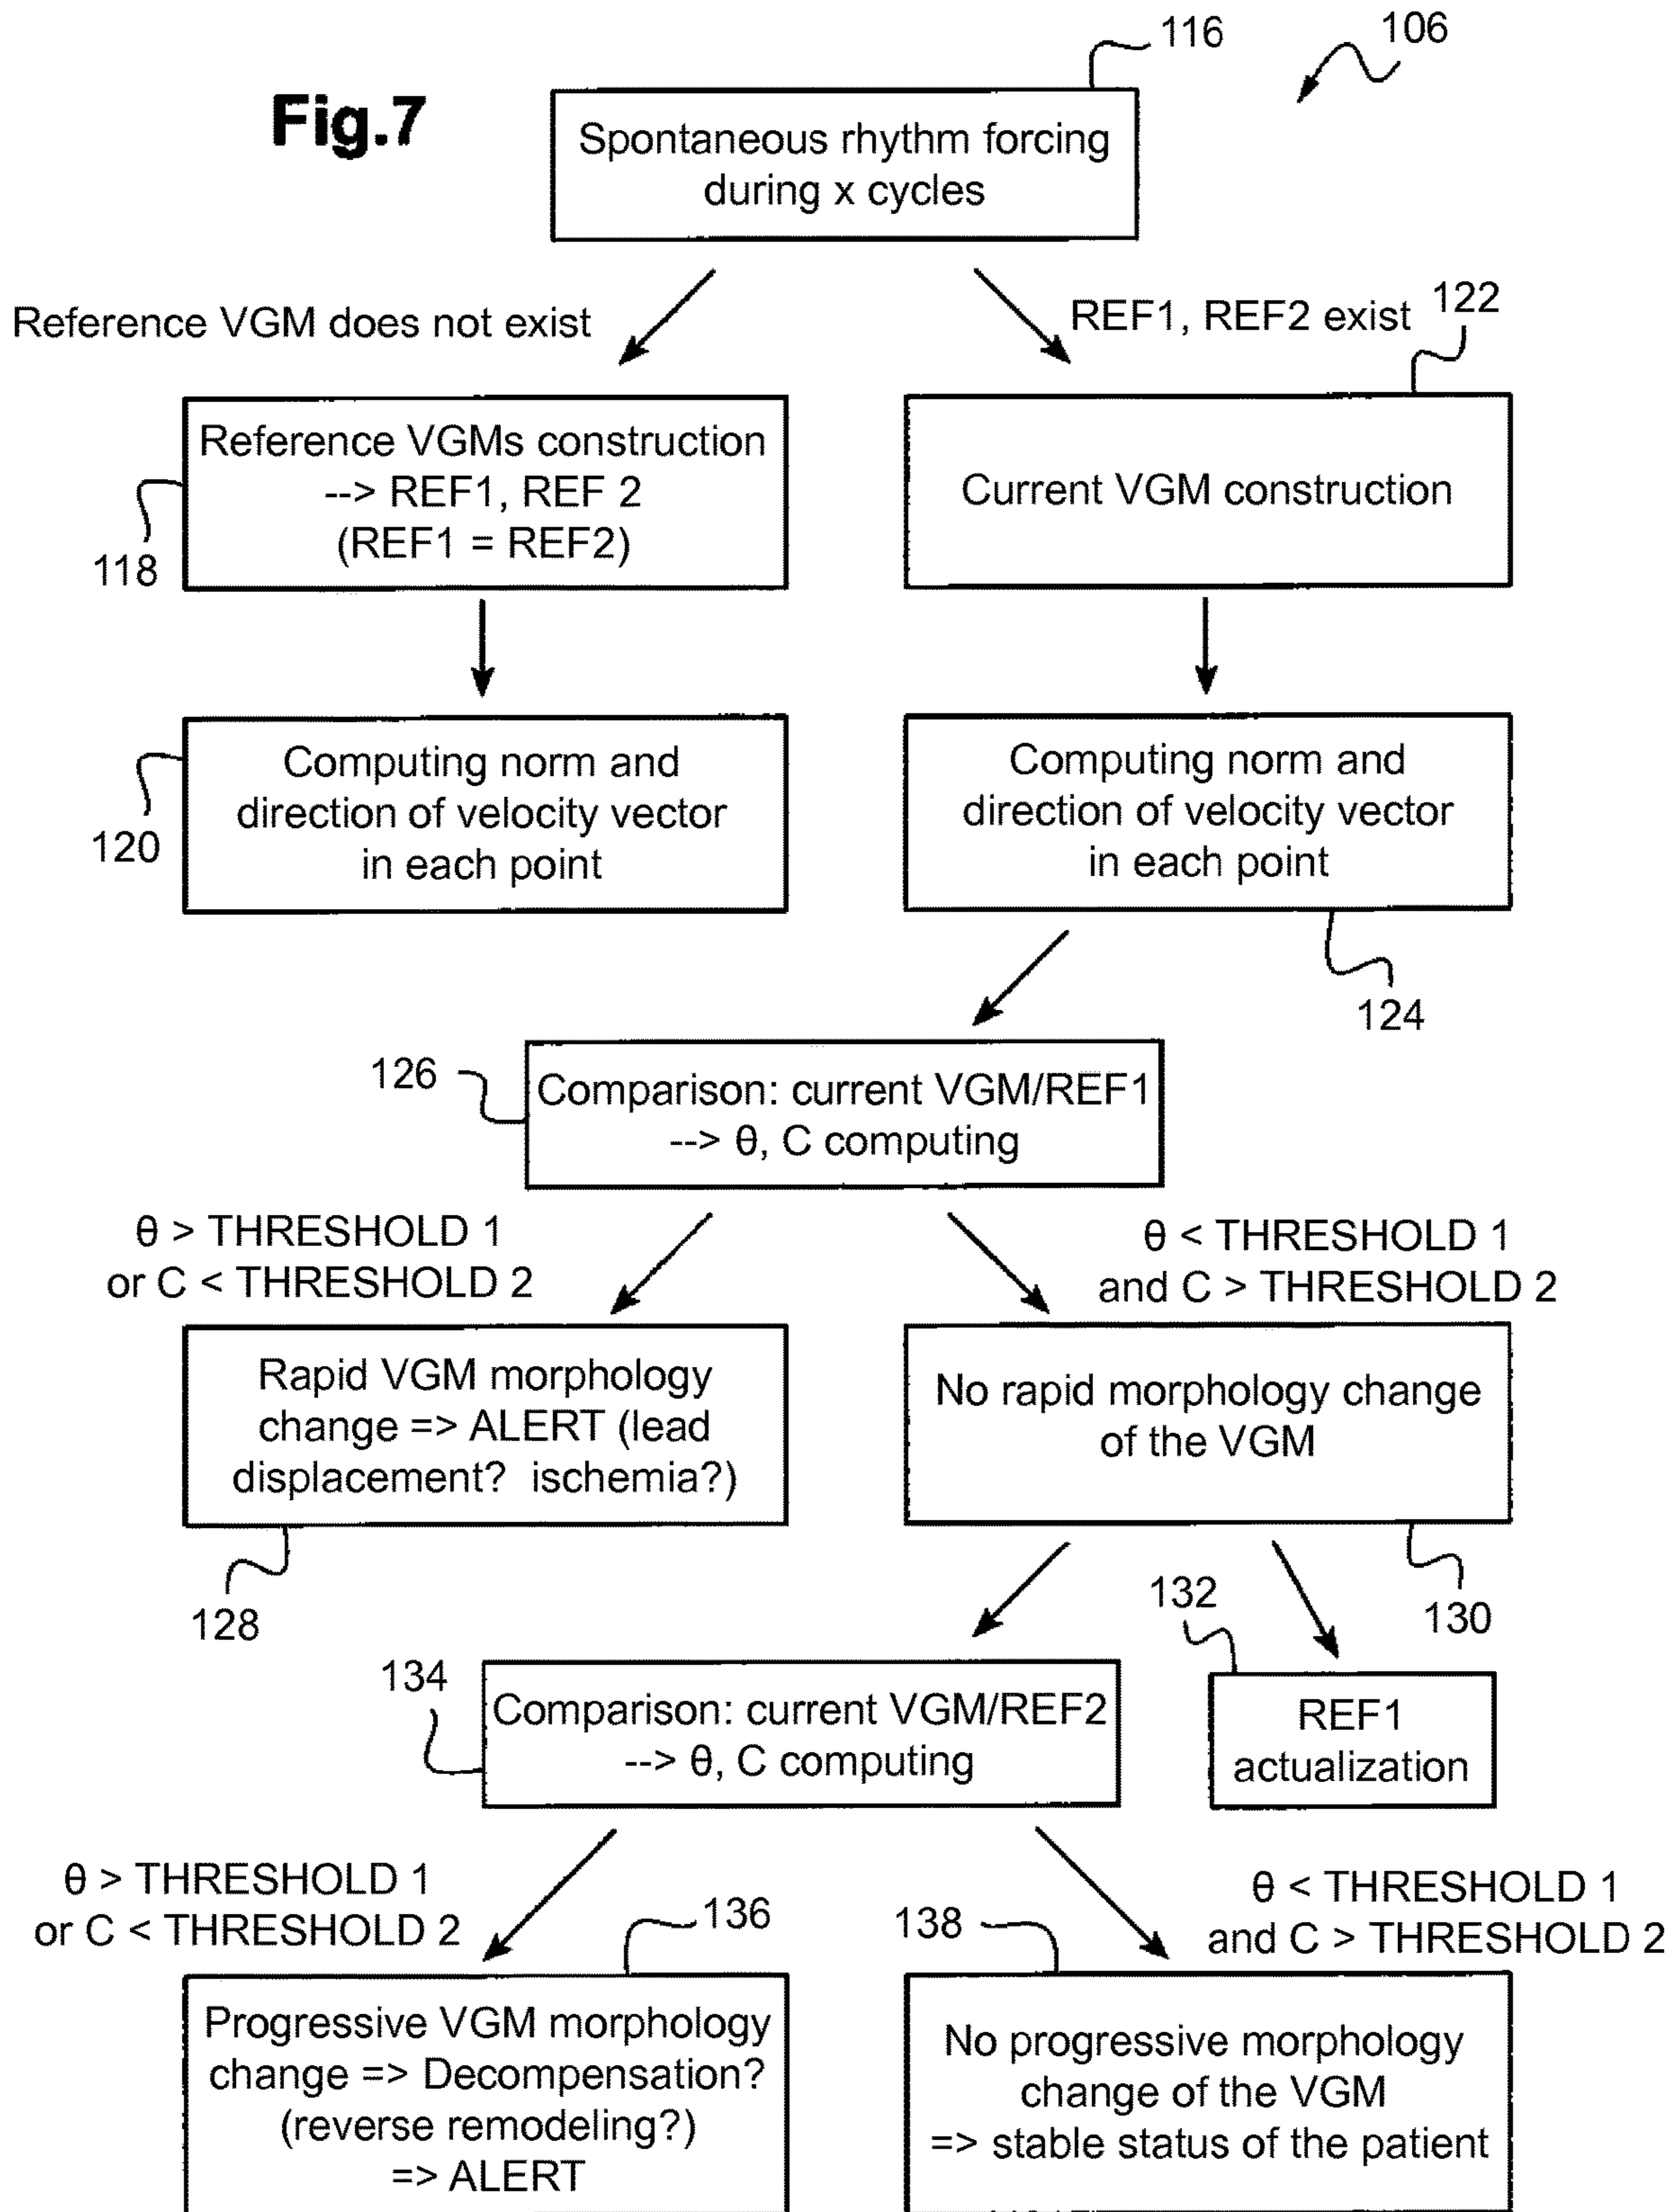 116
106
Fig.7
Spontaneous rhythm forcing
during x cycles
Reference VGM does not exist
REF1, REF2 exist
122
Reference VGMs construction
--> REF1, REF 2
(REF1 = REF2)
118
Current VGM construction
Computing norm and
direction of velocity vector
in each point
120
Computing norm and
direction of velocity vector
in each point
124
126
Comparison: current VGM/REF1
--> θ, C computing
θ > THRESHOLD 1
or C < THRESHOLD 2
θ < THRESHOLD 1
and C > THRESHOLD 2
Rapid VGM morphology
change => ALERT (lead
displacement? ischemia?)
128
No rapid morphology change
of the VGM
130
132
134
Comparison: current VGM/REF2
--> θ, C computing
REF1
actualization
θ > THRESHOLD 1
or C < THRESHOLD 2
136
138
θ < THRESHOLD 1
and C > THRESHOLD 2
Progressive VGM morphology
change => Decompensation?
(reverse remodeling?)
=> ALERT
No progressive morphology
change of the VGM
=> stable status of the patient